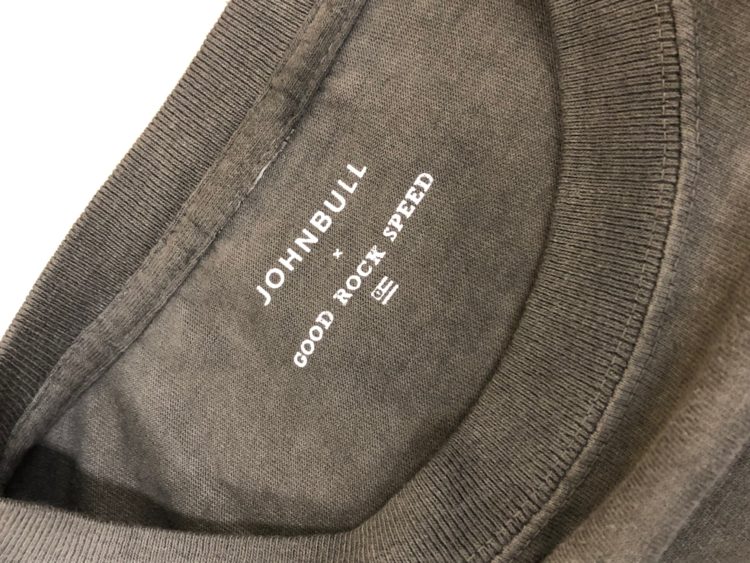 JOHNBULL
×
GOOD ROCK SPEED